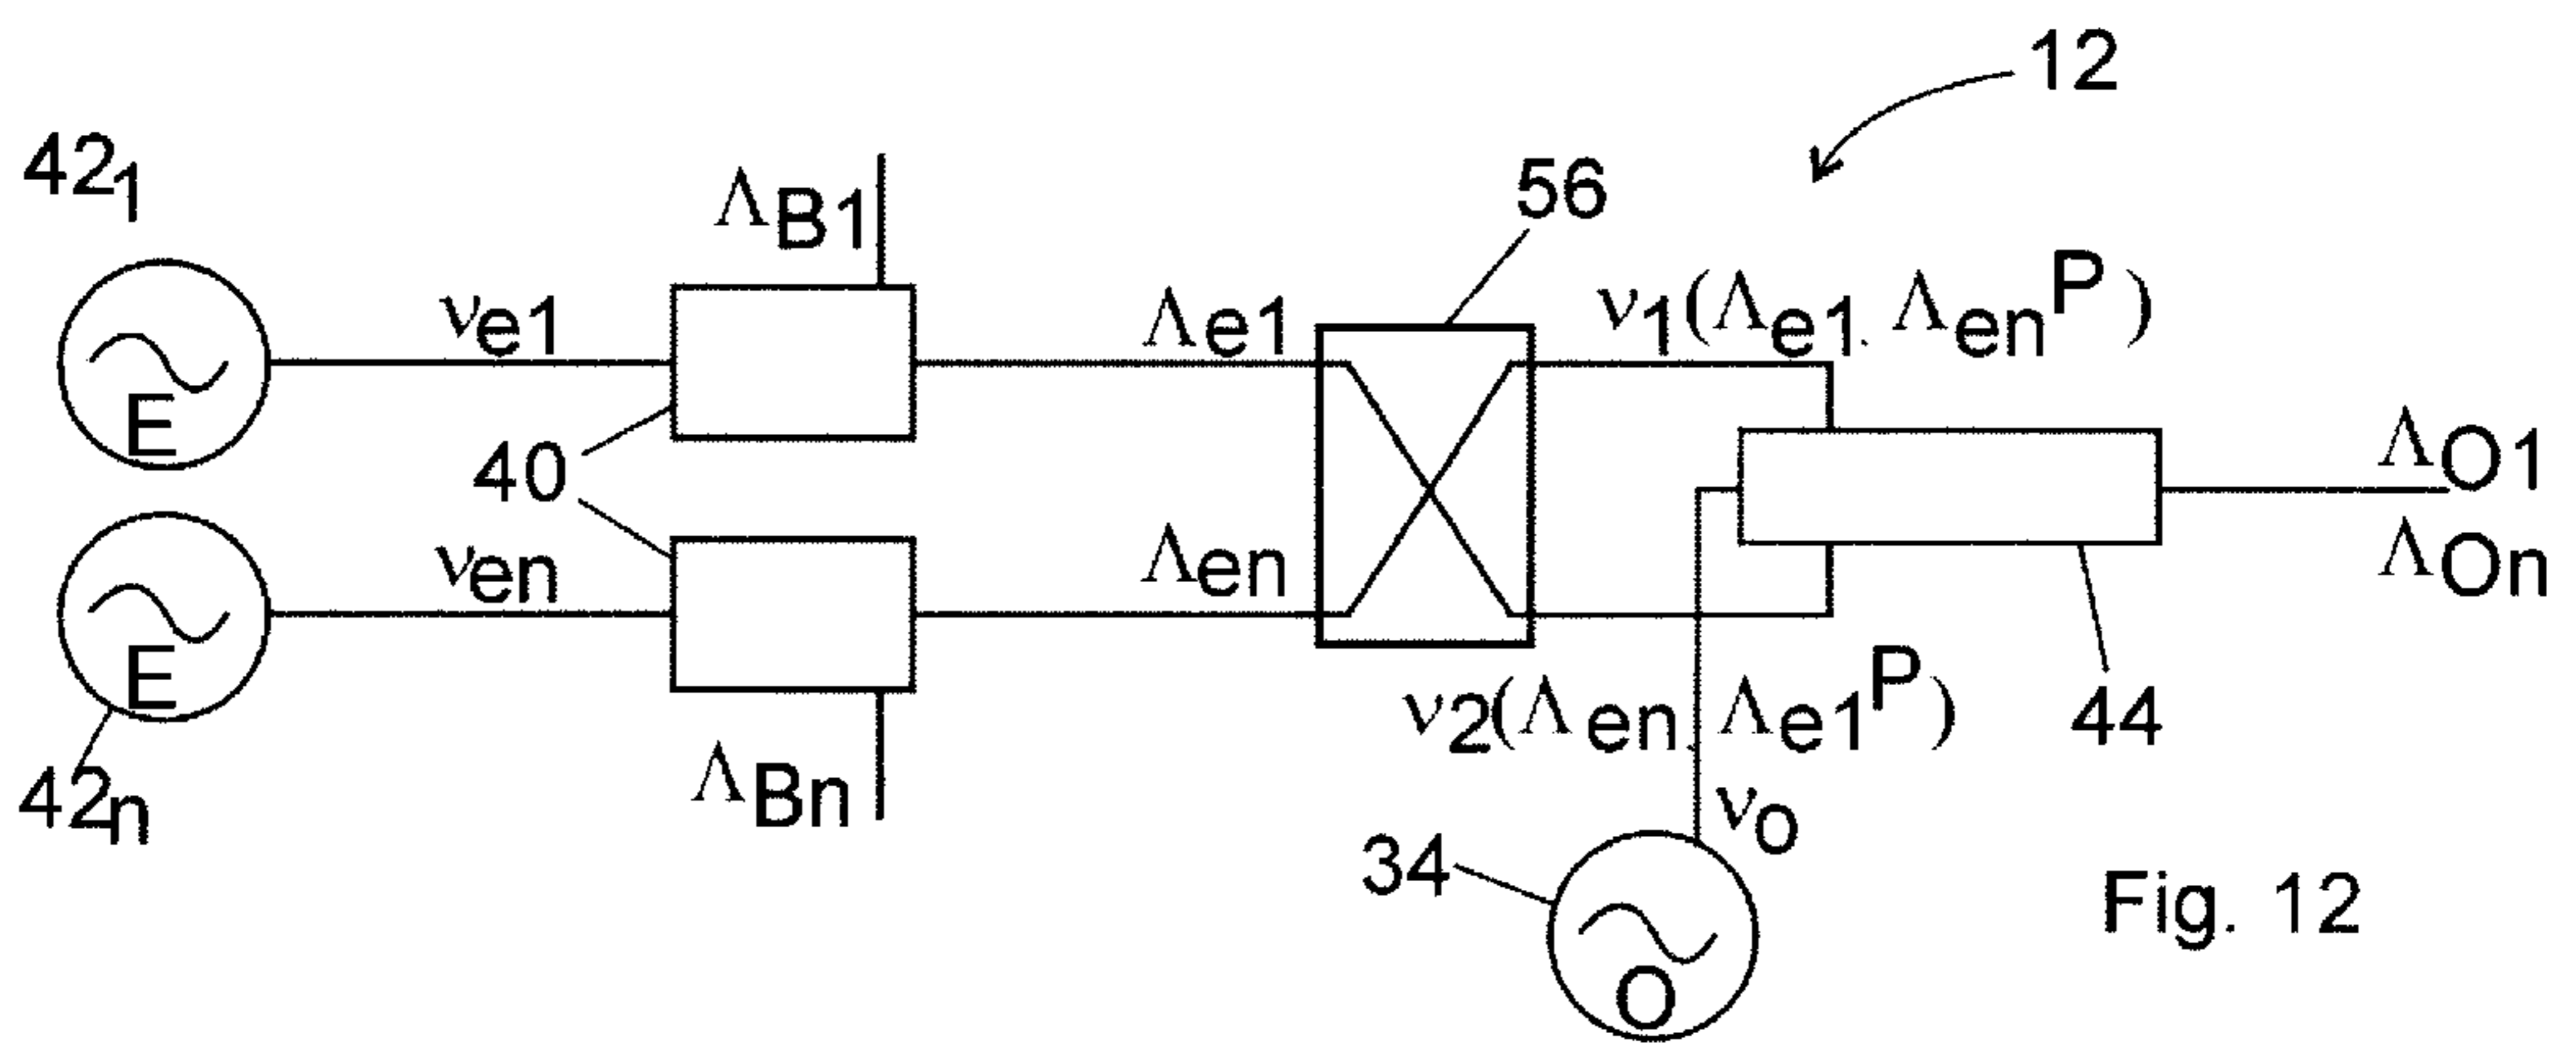 12
42₁
ΛB1
56
νe1
Λe1
ν1(Λe1. Λenᴾ)
E
40
ΛO1
νen
Λen
ΛOn
E
ν2(Λen. Λe1ᴾ)
44
42n
ΛBn
νo
34
O
Fig. 12